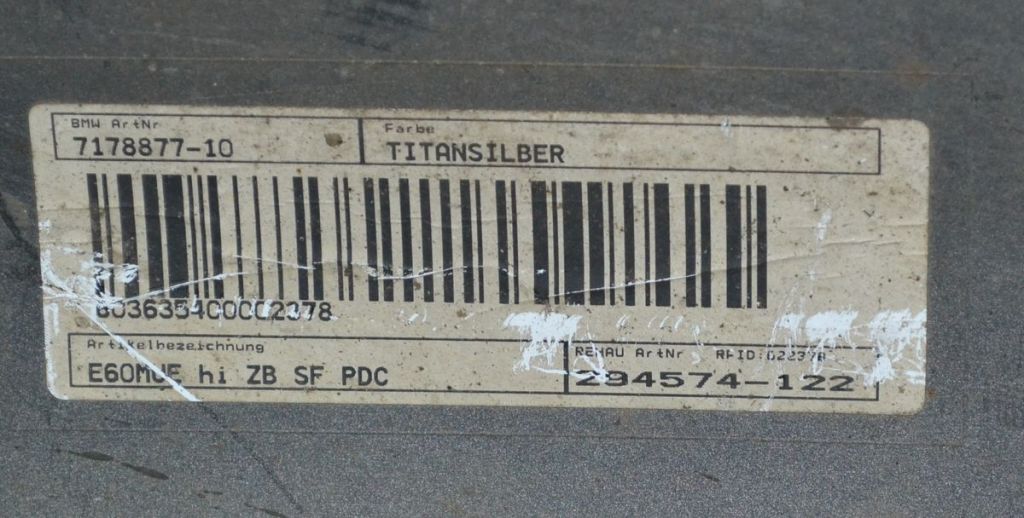 BMW ArtNr
7178877-10
Farbe
TITANSILBER
Artikelbezeichnung
hi ZB SF PDC
REHAU ArtNr
294574-122